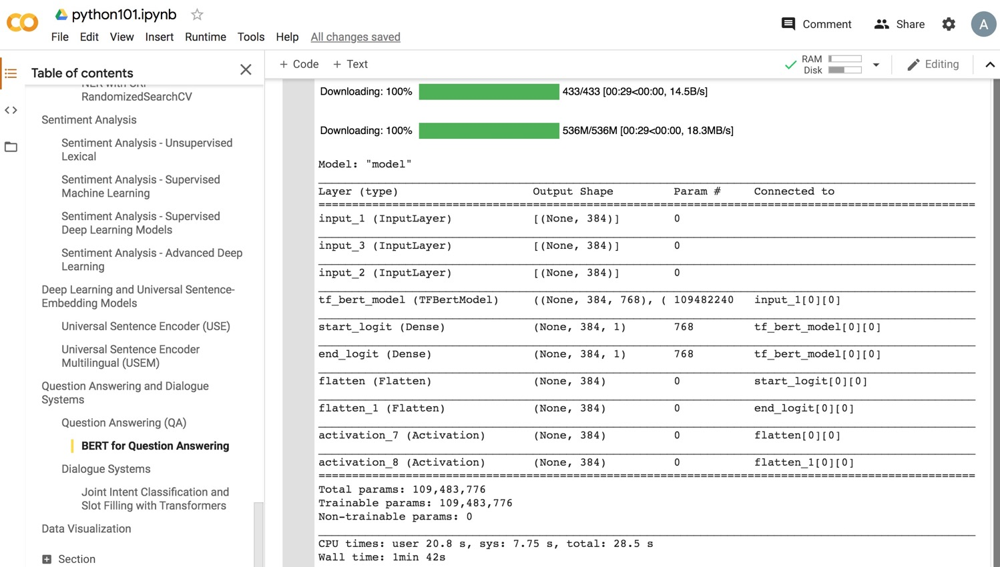 python101.ipynb
File Edit View Insert Runtime Tools Help All changes saved
Comment Share A
Table of contents
NER with CRF
RandomizedSearchCV
Sentiment Analysis
Sentiment Analysis - Unsupervised
Lexical
Sentiment Analysis - Supervised
Machine Learning
Sentiment Analysis - Supervised
Deep Learning Models
Sentiment Analysis - Advanced Deep
Learning
Deep Learning and Universal Sentence-
Embedding Models
Universal Sentence Encoder (USE)
Universal Sentence Encoder
Multilingual (USEM)
Question Answering and Dialogue
Systems
Question Answering (QA)
BERT for Question Answering
Dialogue Systems
Joint Intent Classification and
Slot Filling with Transformers
Data Visualization
Section
+ Code + Text
RAM
Disk
Editing
Downloading: 100% 433/433 [00:29<00:00, 14.5B/s]
Downloading: 100% 536M/536M [00:29<00:00, 18.3MB/s]
Model: "model"
Layer (type) Output Shape Param # Connected to
input_1 (InputLayer) [(None, 384)] 0
input_3 (InputLayer) [(None, 384)] 0
input_2 (InputLayer) [(None, 384)] 0
tf_bert_model (TFBertModel) ((None, 384, 768), ( 109482240 input_1[0][0]
start_logit (Dense) (None, 384, 1) 768 tf_bert_model[0][0]
end_logit (Dense) (None, 384, 1) 768 tf_bert_model[0][0]
flatten (Flatten) (None, 384) 0 start_logit[0][0]
flatten_1 (Flatten) (None, 384) 0 end_logit[0][0]
activation_7 (Activation) (None, 384) 0 flatten[0][0]
activation_8 (Activation) (None, 384) 0 flatten_1[0][0]
Total params: 109,483,776
Trainable params: 109,483,776
Non-trainable params: 0
CPU times: user 20.8 s, sys: 7.75 s, total: 28.5 s
Wall time: 1min 42s